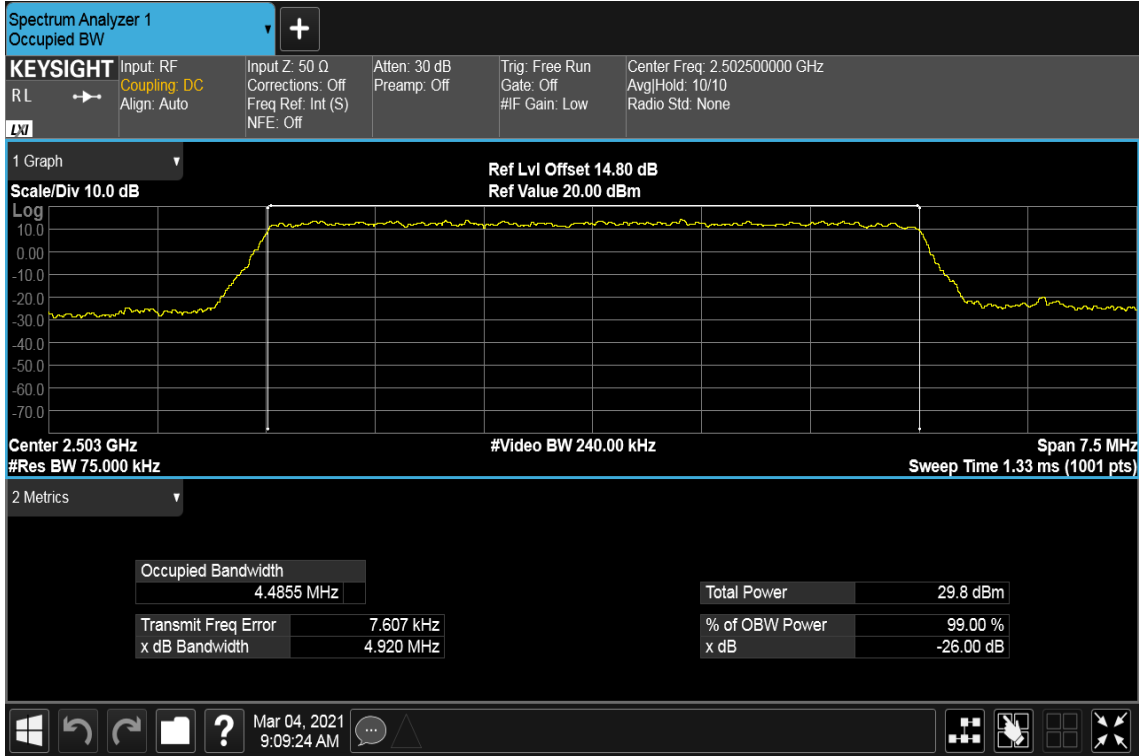 Spectrum Analyzer 1
Occupied BW
KEYSIGHT
R L
LXI
Input: RF
Coupling: DC
Align: Auto
Input Z: 50 Ω
Corrections: Off
Freq Ref: Int (S)
NFE: Off
Atten: 30 dB
Preamp: Off
Trig: Free Run
Gate: Off
#IF Gain: Low
Center Freq: 2.502500000 GHz
Avg|Hold: 10/10
Radio Std: None
1 Graph
Scale/Div 10.0 dB
Ref Lvl Offset 14.80 dB
Ref Value 20.00 dBm
Log
10.0
0.00
-10.0
-20.0
-30.0
-40.0
-50.0
-60.0
-70.0
Center 2.503 GHz
#Res BW 75.000 kHz
#Video BW 240.00 kHz
Span 7.5 MHz
Sweep Time 1.33 ms (1001 pts)
2 Metrics
Occupied Bandwidth
4.4855 MHz
Total Power 29.8 dBm
Transmit Freq Error 7.607 kHz
% of OBW Power 99.00 %
x dB Bandwidth 4.920 MHz
x dB -26.00 dB
Mar 04, 2021
9:09:24 AM